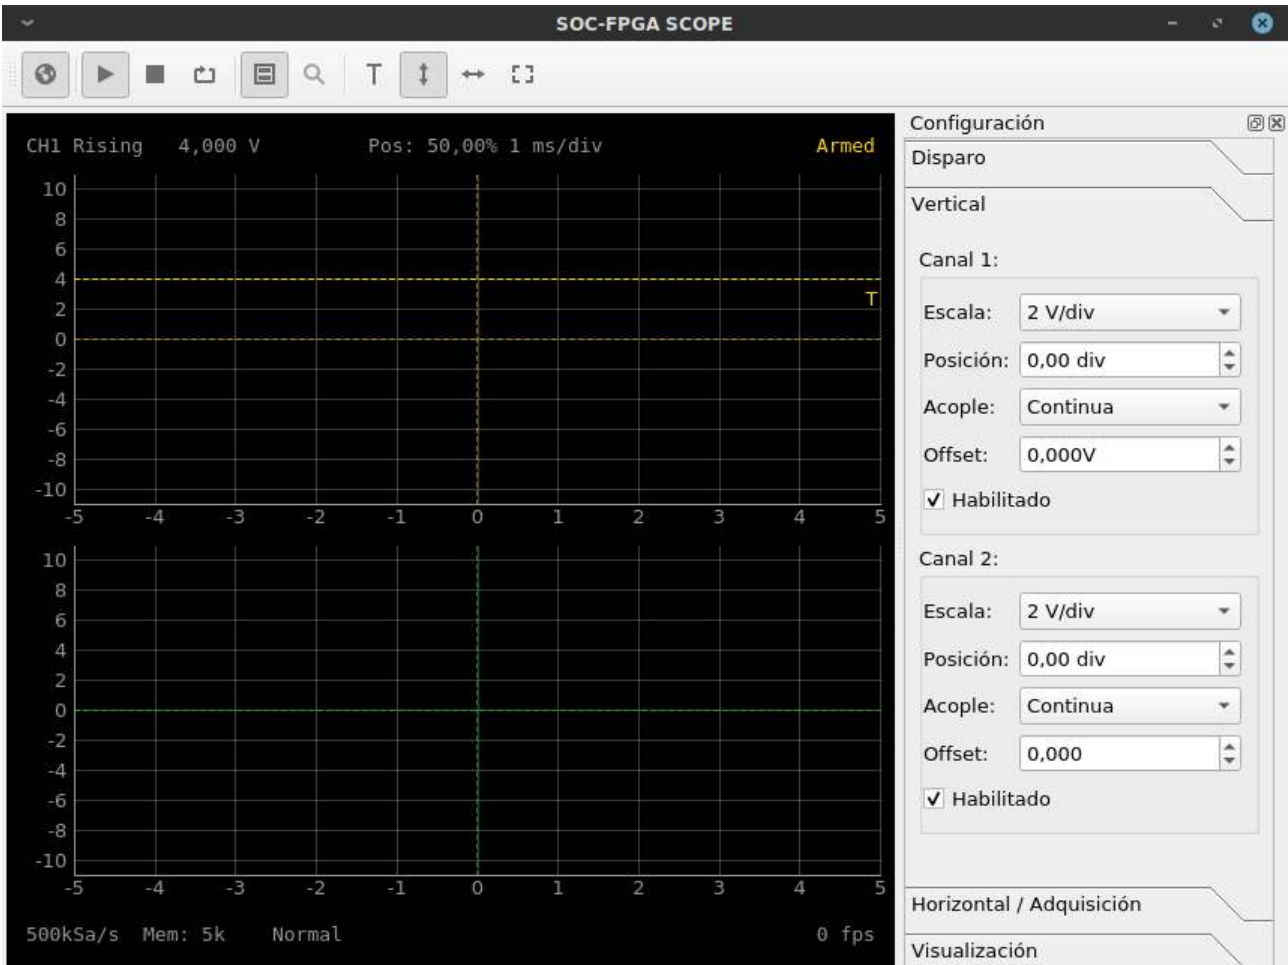 SOC-FPGA SCOPE
T
CH1 Rising 4,000 V Pos: 50,00% 1 ms/div Armed
10
8
6
4
T
2
0
-2
-4
-6
-8
-10
-5 -4 -3 -2 -1 0 1 2 3 4 5
10
8
6
4
2
0
-2
-4
-6
-8
-10
-5 -4 -3 -2 -1 0 1 2 3 4 5
500kSa/s Mem: 5k Normal 0 fps
Configuración
Disparo
Vertical
Canal 1:
Escala: 2 V/div
Posición: 0,00 div
Acople: Continua
Offset: 0,000V
Habilitado
Canal 2:
Escala: 2 V/div
Posición: 0,00 div
Acople: Continua
Offset: 0,000
Habilitado
Horizontal / Adquisición
Visualización